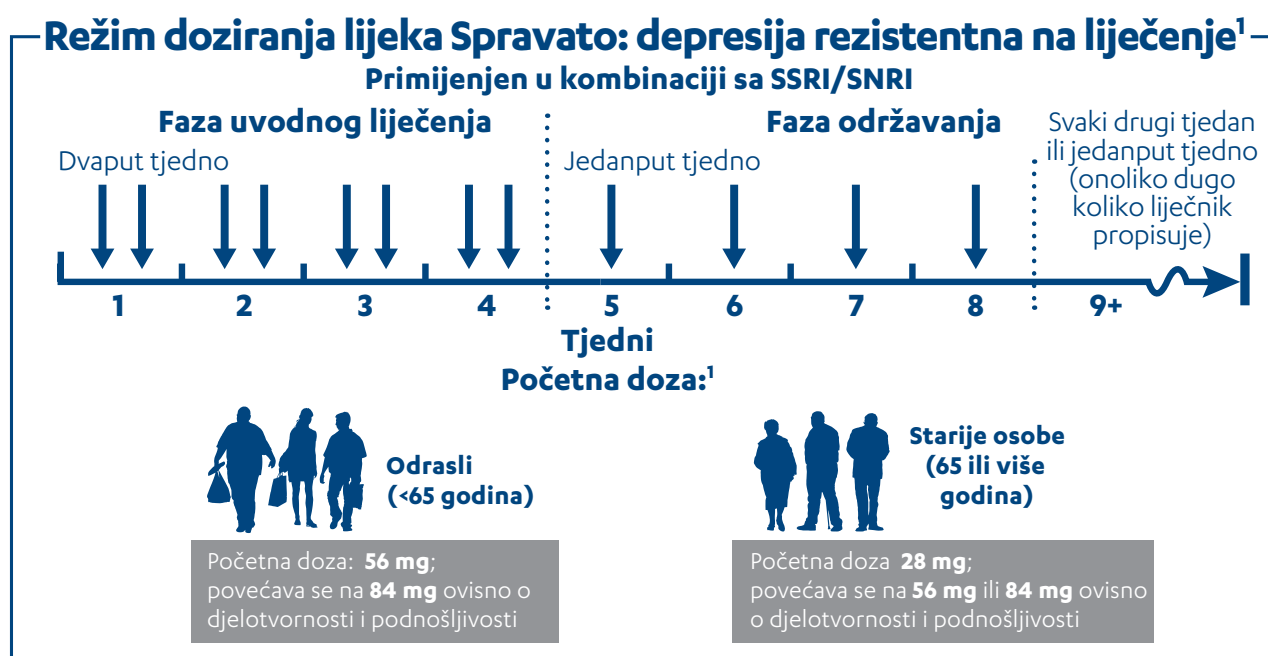 Režim doziranja lijeka Spravato: depresija rezistentna na liječenje¹
Primijenjen u kombinaciji sa SSRI/SNRI
Faza uvodnog liječenja
Dvaput tjedno
Faza održavanja
Jedanput tjedno
Svaki drugi tjedan
ili jedanput tjedno
(onoliko dugo
koliko liječnik
propisuje)
1 2 3 4 5 6 7 8 9+
Tjedni
Početna doza:¹
Odrasli
(<65 godina)
Početna doza: 56 mg;
povećava se na 84 mg ovisno o
djelotvornosti i podnošljivosti
Starije osobe
(65 ili više
godina)
Početna doza 28 mg;
povećava se na 56 mg ili 84 mg ovisno
o djelotvornosti i podnošljivosti